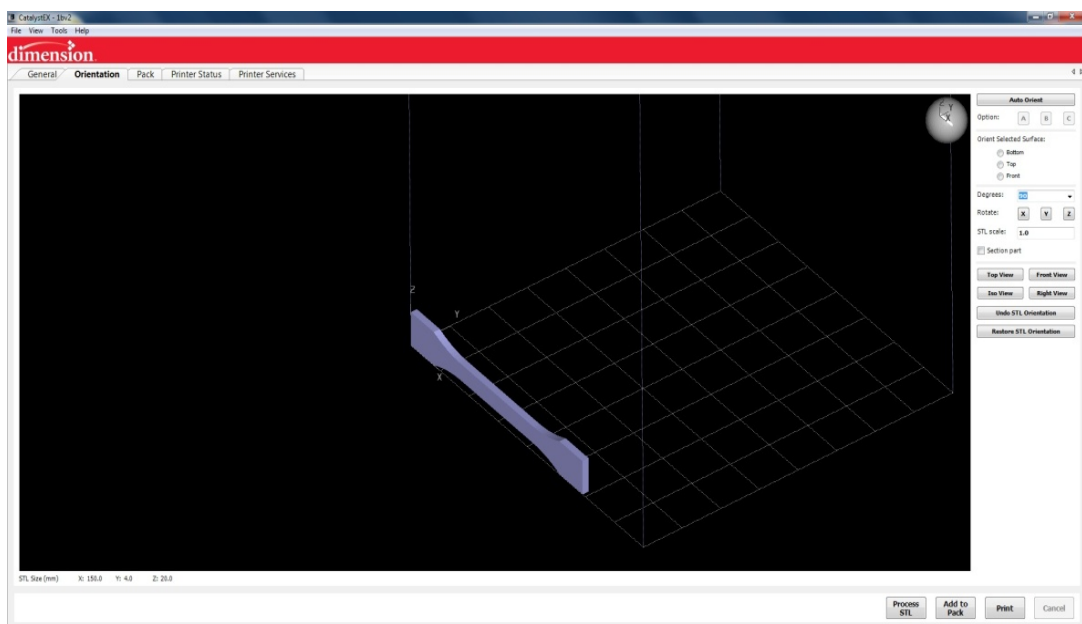 CatalystEX - 1bv2
File View Tools Help
dimension
General Orientation Pack Printer Status Printer Services
Auto Orient
Option: A B C
Orient Selected Surface:
Bottom
Top
Front
Degrees: 90
Rotate: X Y Z
STL scale: 1.0
Section part
Top View Front View
Iso View Right View
Undo STL Orientation
Restore STL Orientation
Z Y
X
Z
Y
X
STL Size (mm) X: 150.0 Y: 4.0 Z: 20.0
Process STL Add to Pack Print Cancel